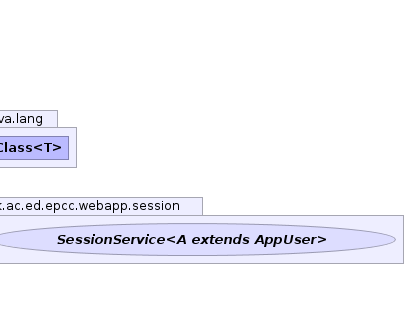 va.lang
Class<T>
.ac.ed.epcc.webapp.session
SessionService<A extends AppUser>